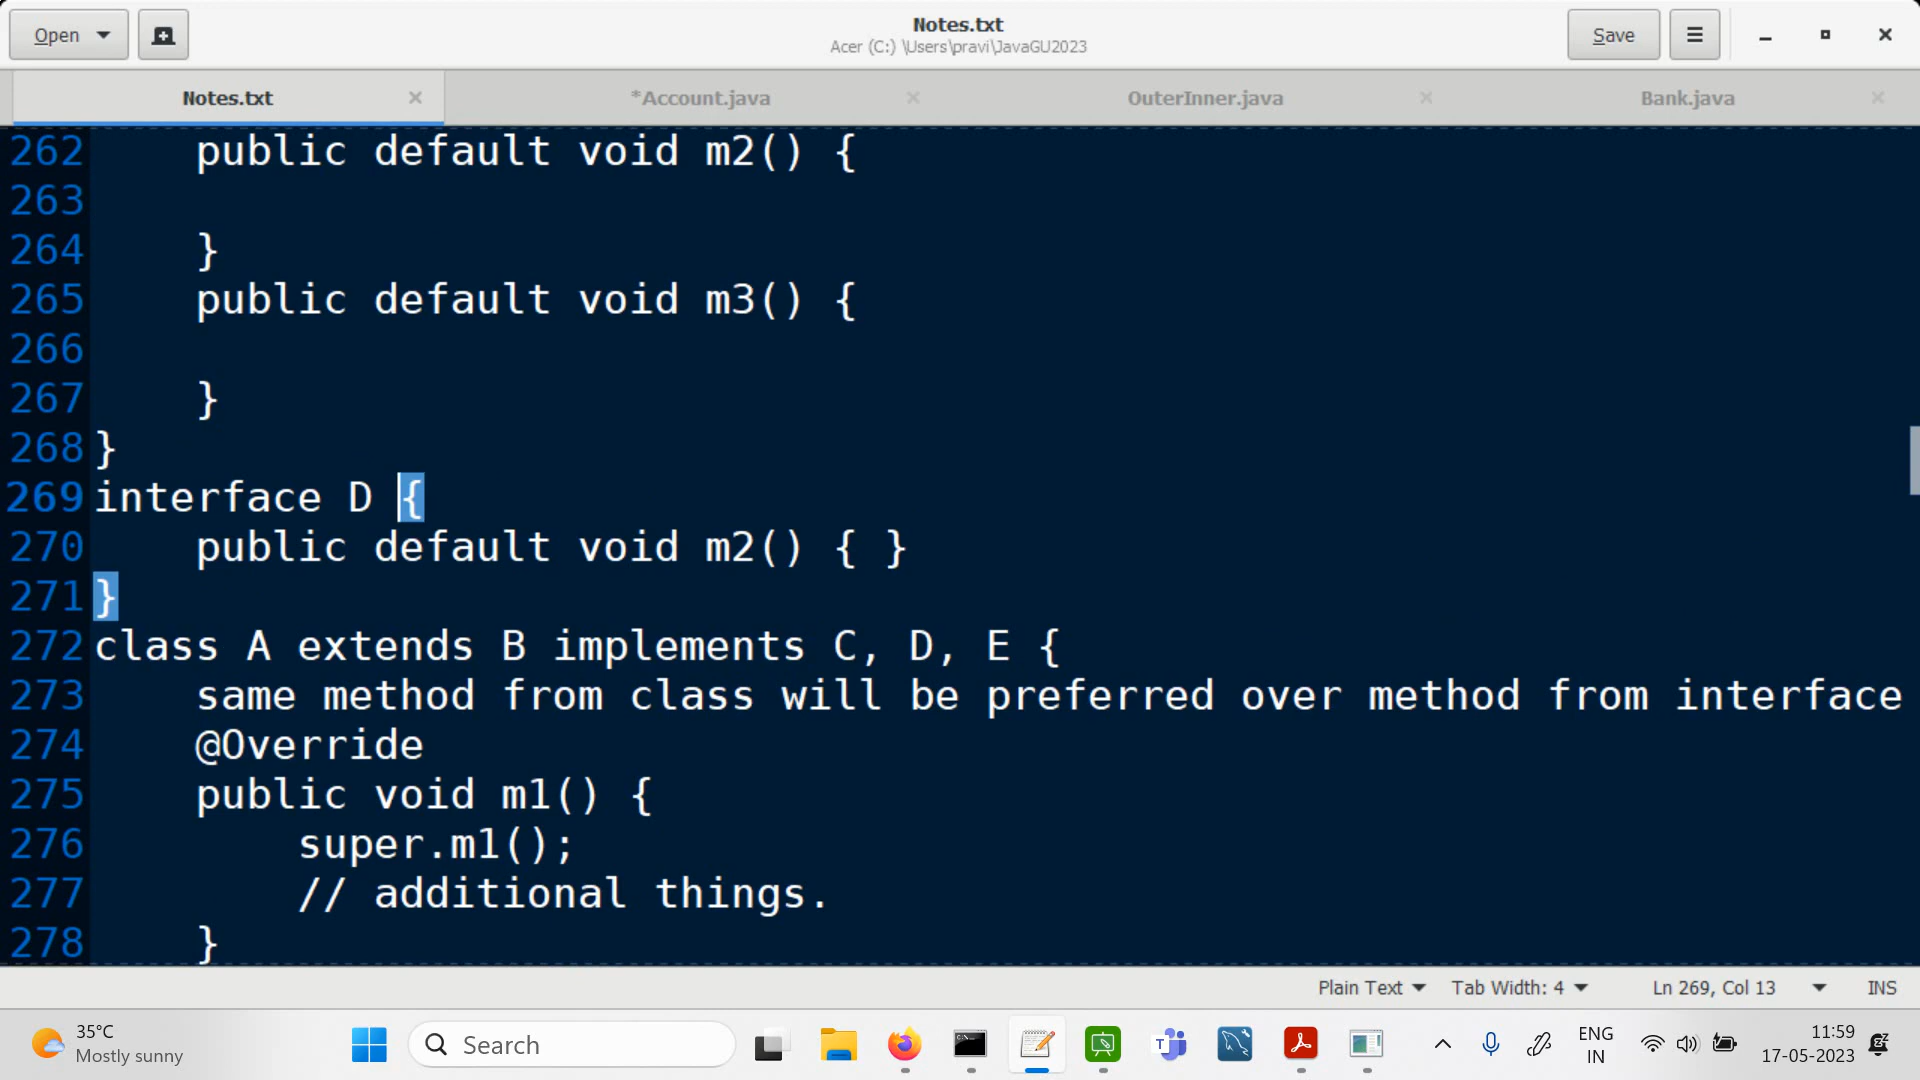 Open
Notes.txt
Acer (C:) \Users\pravi\JavaGU2023
Save
Notes.txt
*Account.java
OuterInner.java
Bank.java
262 public default void m2() {
263
264 }
265 public default void m3() {
266
267 }
268 }
269 interface D {
270 public default void m2() { }
271 }
272 class A extends B implements C, D, E {
273 same method from class will be preferred over method from interface
274 @Override
275 public void m1() {
276 super.m1();
277 // additional things.
278 }
Plain Text
Tab Width: 4
Ln 269, Col 13
INS
35°C
Mostly sunny
Search
ENG
IN
11:59
17-05-2023